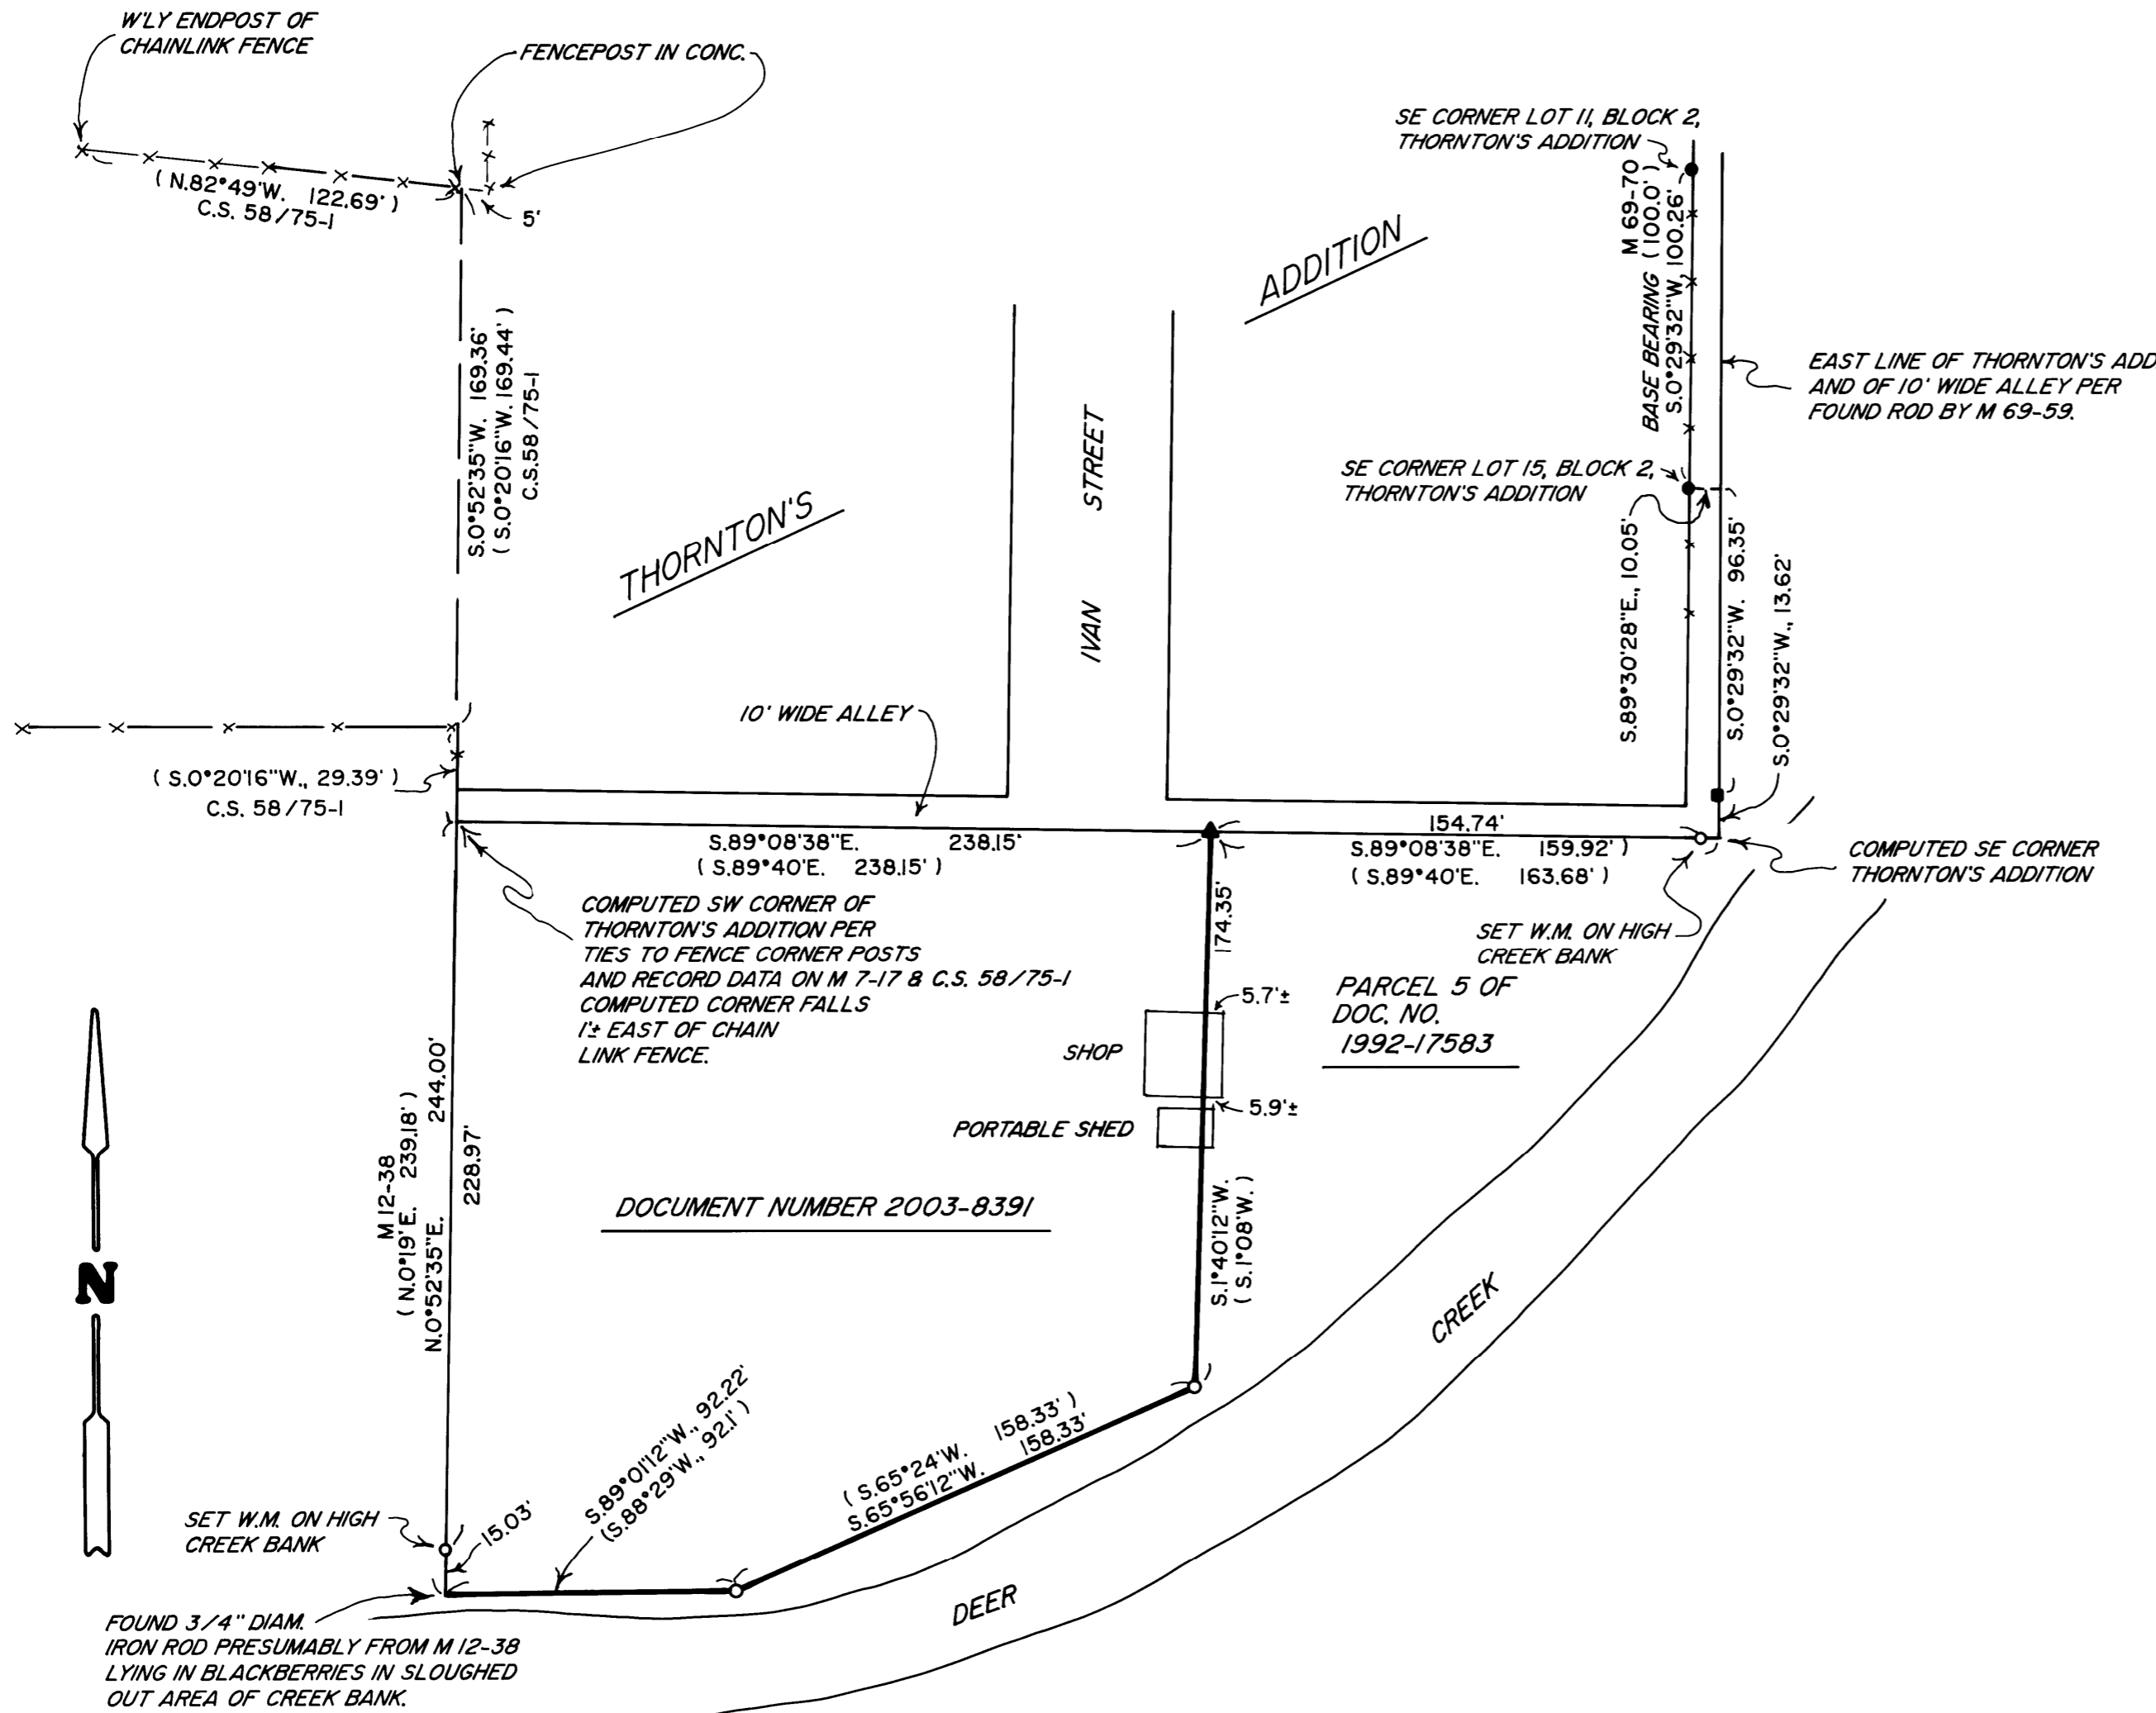 W'LY ENDPOST OF
CHAINLINK FENCE
FENCEPOST IN CONC.
( N.82°49'W. 122.69' )
C.S. 58/75-1
5'
SE CORNER LOT 11, BLOCK 2,
THORNTON'S ADDITION
M 69-70
(100.0')
BASE BEARING
S.0°29'32"W. 100.26'
ADDITION
EAST LINE OF THORNTON'S ADD
AND OF 10' WIDE ALLEY PER
FOUND ROD BY M 69-59.
S.0°52'35"W. 169.36'
( S.0°20'16"W. 169.44' )
C.S.58/75-1
THORNTON'S
IVAN STREET
SE CORNER LOT 15, BLOCK 2,
THORNTON'S ADDITION
S.89°30'28"E., 10.05'
S.0°29'32"W. 96.35'
S.0°29'32"W., 13.62'
10' WIDE ALLEY
( S.0°20'16"W., 29.39' )
C.S. 58/75-1
S.89°08'38"E. 238.15'
( S.89°40'E. 238.15' )
154.74'
S.89°08'38"E. 159.92' )
( S.89°40'E. 163.68' )
COMPUTED SE CORNER
THORNTON'S ADDITION
SET W.M. ON HIGH
CREEK BANK
COMPUTED SW CORNER OF
THORNTON'S ADDITION PER
TIES TO FENCE CORNER POSTS
AND RECORD DATA ON M 7-17 & C.S. 58/75-1
COMPUTED CORNER FALLS
1'± EAST OF CHAIN
LINK FENCE.
174.35'
5.7'±
SHOP
5.9'±
PORTABLE SHED
PARCEL 5 OF
DOC. NO.
1992-17583
M 12-38
( N.0°19'E. 239.18' )
N.0°52'35"E. 244.00'
228.97'
DOCUMENT NUMBER 2003-8391
S.1°40'12"W.
( S.1°08'W. )
N
CREEK
S.89°01'12"W., 92.22'
(S.88°29'W., 92.1')
( S.65°24'W. 158.33' )
S.65°56'12"W. 158.33'
SET W.M. ON HIGH
CREEK BANK
15.03'
DEER
FOUND 3/4" DIAM.
IRON ROD PRESUMABLY FROM M 12-38
LYING IN BLACKBERRIES IN SLOUGHED
OUT AREA OF CREEK BANK.